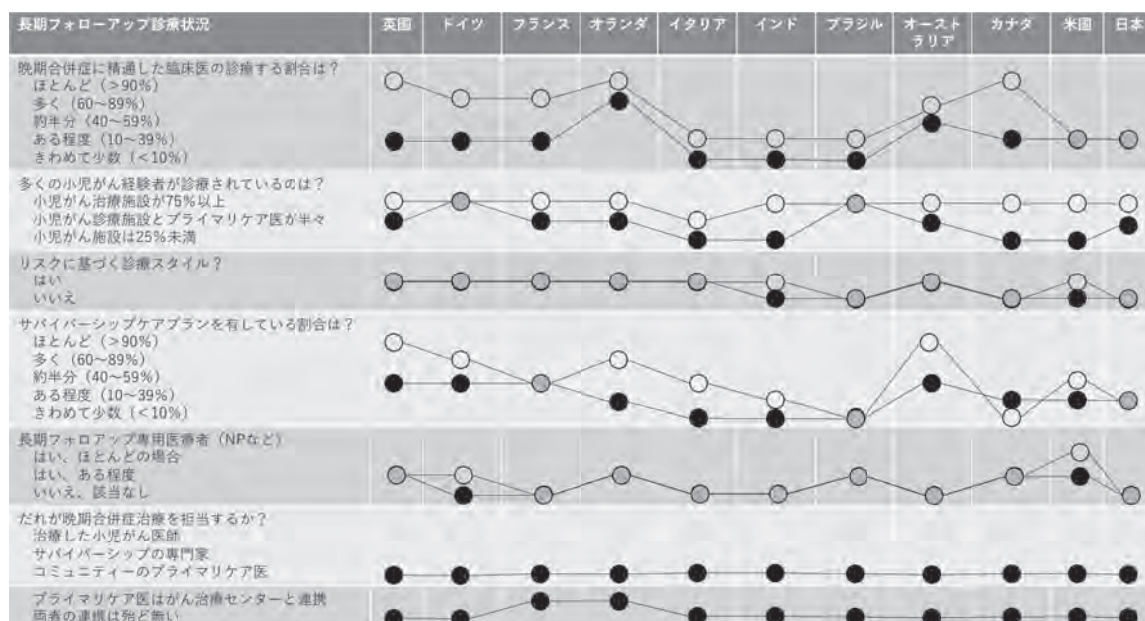 長期フォローアップ診療状況 英国 ドイツ フランス オランダ イタリア インド ブラジル オースト カナダ 米国 日本
ラリア
晩期合併症に精通した臨床医の診療する割合は？
ほとんど（>90%）
多く（60〜89%）
約半分（40〜59%）
ある程度（10〜39%）
きわめて少数（<10%）
多くの小児がん経験者が診療されているのは？
小児がん治療施設が75%以上
小児がん診療施設とプライマリケア医が半々
小児がん施設は25%未満
リスクに基づく診療スタイル？
はい
いいえ
サバイバーシップケアプランを有している割合は？
ほとんど（>90%）
多く（60〜89%）
約半分（40〜59%）
ある程度（10〜39%）
きわめて少数（<10%）
長期フォロアップ専用医療者（NPなど）
はい、ほとんどの場合
はい、ある程度
いいえ、該当なし
だれが晩期合併症治療を担当するか？
治療した小児がん医師
サバイバーシップの専門家
コミュニティーのプライマリケア医
プライマリケア医はがん治療センターと連携
両者の連携は殆ど無い